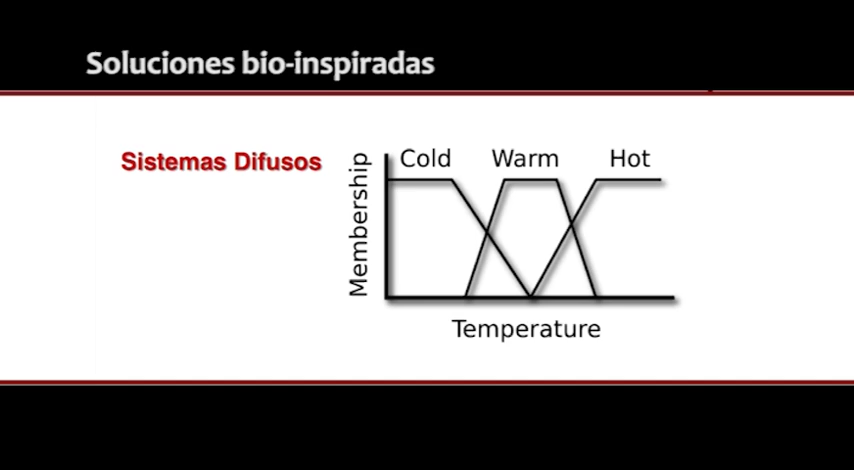 Soluciones bio-inspiradas
Sistemas Difusos
Membership
Cold Warm Hot
Temperature